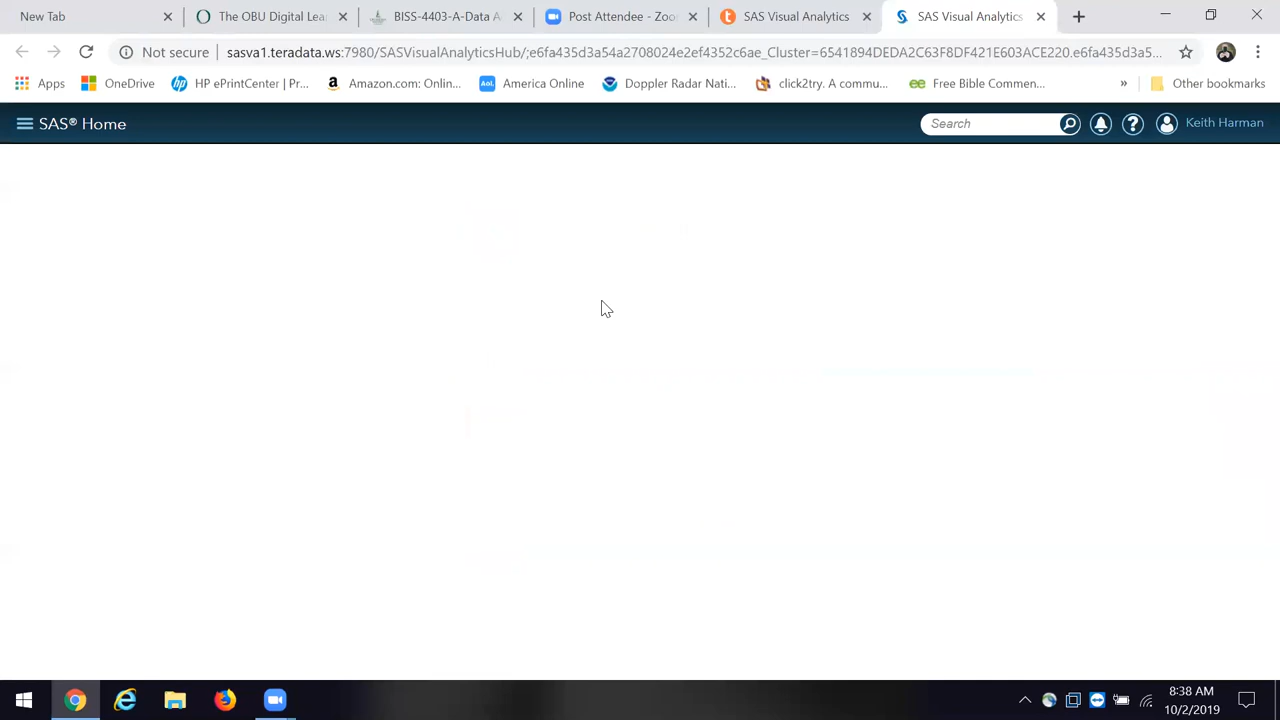 New Tab
The OBU Digital Lea
BISS-4403-A-Data A
Post Attendee - Zoo
SAS Visual Analytics
SAS Visual Analytics
Not secure
sasva1.teradata.ws:7980/SASVisualAnalyticsHub/;e6fa435d3a54a2708024e2ef4352c6ae_Cluster=6541894DEDA2C63F8DF421E603ACE220.e6fa435d3a5...
Apps
OneDrive
HP ePrintCenter | Pr...
Amazon.com: Onlin...
America Online
Doppler Radar Nati...
click2try. A commu...
Free Bible Commen...
»
Other bookmarks
SAS® Home
Search
Keith Harman
8:38 AM
10/2/2019